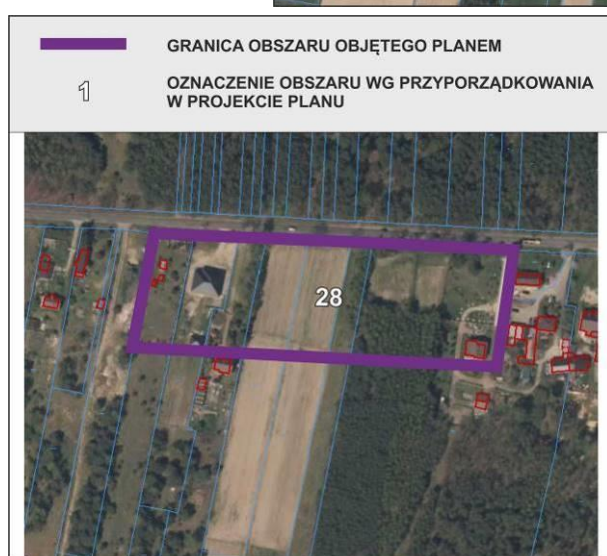 GRANICA OBSZARU OBJĘTEGO PLANEM
1
OZNACZENIE OBSZARU WG PRZYPORZĄDKOWANIA
W PROJEKCIE PLANU
28